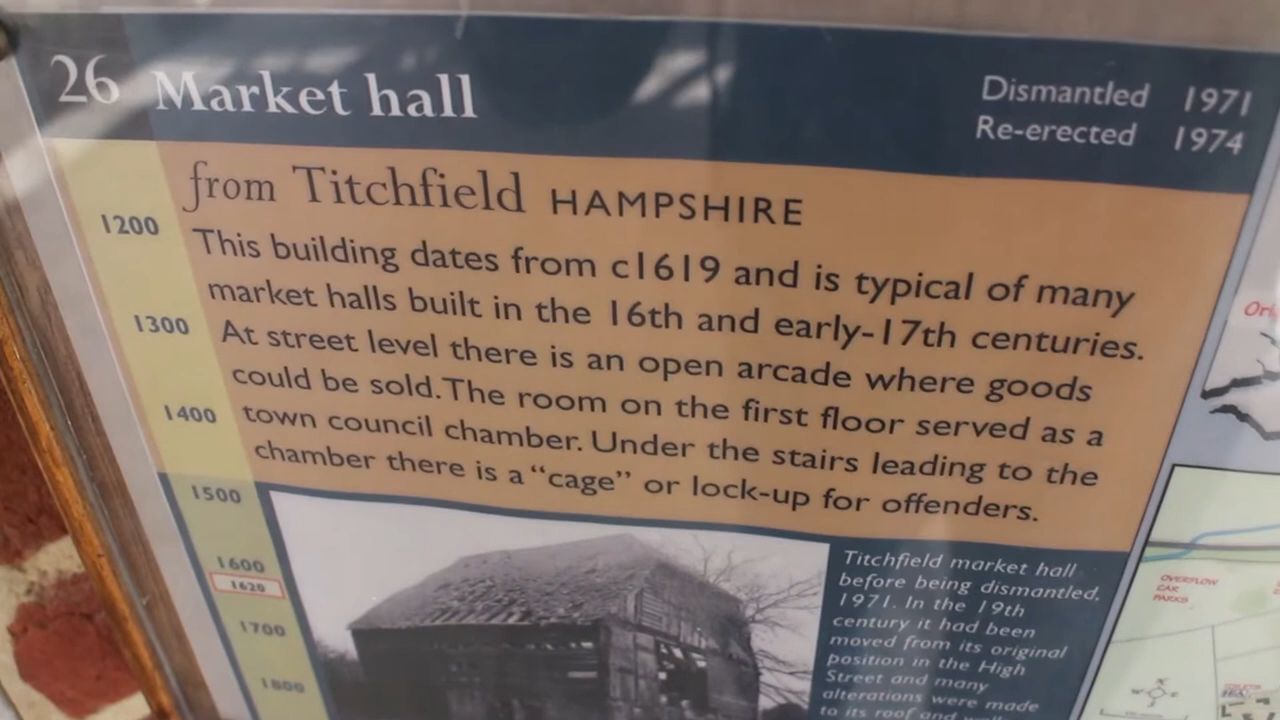 26 Market hall
Dismantled 1971
Re-erected 1974
from Titchfield HAMPSHIRE
This building dates from c1619 and is typical of many
market halls built in the 16th and early-17th centuries.
At street level there is an open arcade where goods
could be sold. The room on the first floor served as a
town council chamber. Under the stairs leading to the
chamber there is a “cage” or lock-up for offenders.
1200
1300
1400
1500
1600
1620
1700
1800
Titchfield market hall
before being dismantled,
1971. In the 19th
century it had been
moved from its original
position in the High
Street and many
alterations were made
to its roof and
OVERFLOW
CAR
PARKS
N
W